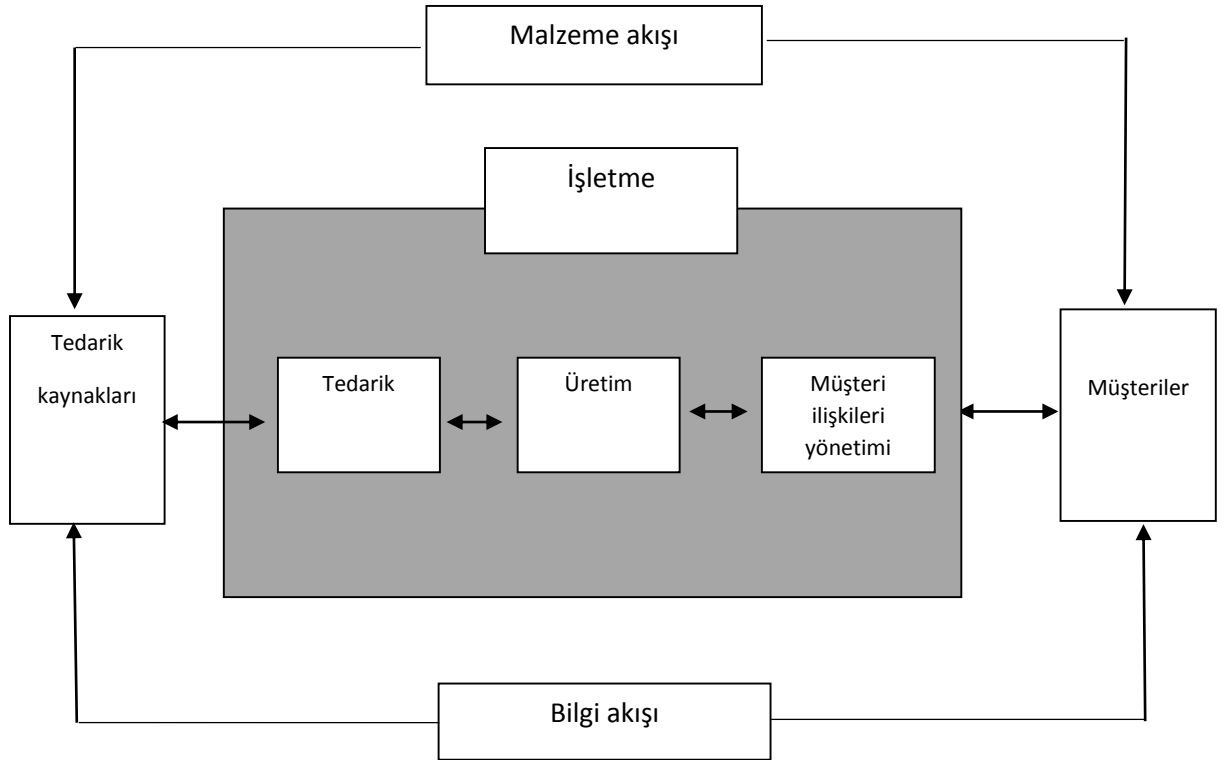 Malzeme akışı
İşletme
Tedarik
kaynakları
Tedarik
Üretim
Müşteri
ilişkileri
yönetimi
Müşteriler
Bilgi akışı